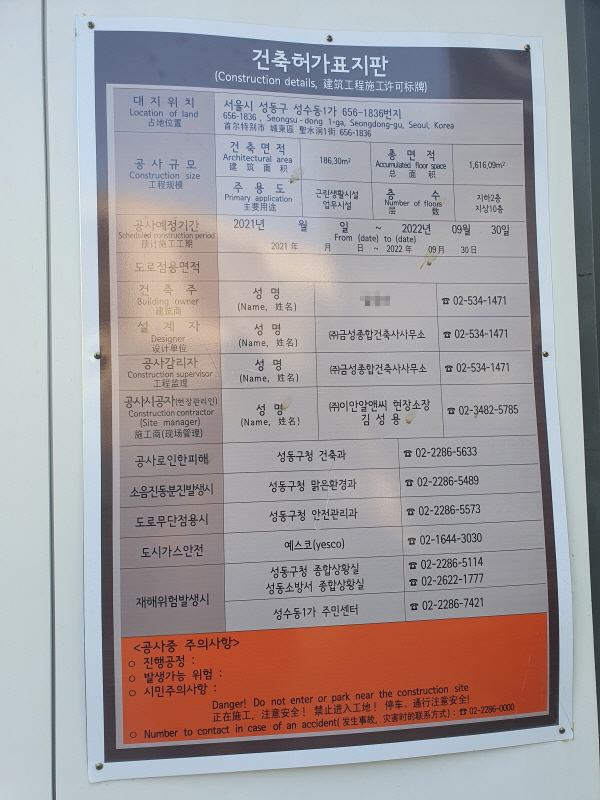 건축허가표지판
(Construction details, 建筑工程施工许可标牌)
대 지 위 치
Location of land
占地位置
서울시 성동구 성수동1가 656-1836번지
656-1836 , Seongsu-dong 1-ga, Seongdong-gu, Seoul, Korea
首尔特别市 城東區 聖水洞1街 656-1836
공 사 규 모
Construction size
工程规模
건 축 면 적
Architectural area
建 筑 面 积
186,30m²
총 면 적
Accumulated floor space
总 面 积
1,616,09m²
주 용 도
Primary application
主要用途
근린생활시설
업무시설
층 수
Number of floors
层 数
지하2층
지상10층
공사예정기간
Scheduled construction period
预计施工工期
2021년 월 일 ~ 2022년 09월 30일
From (date) to (date)
2021 年 月 日 ~ 2022 年 09月 30 日
도로점용면적
건 축 주
Building owner
建筑商
성 명
(Name, 姓名)
☎ 02-534-1471
설 계 자
Designer
设计单位
성 명
(Name, 姓名)
㈜금성종합건축사사무소
☎ 02-534-1471
공사감리자
Construction supervisor
工程监理
성 명
(Name, 姓名)
㈜금성종합건축사사무소
☎ 02-534-1471
공사시공자(현장관리인)
Construction contractor
(Site manager)
施工商(现场管理)
성 명
(Name, 姓名)
㈜이안알앤씨 현장소장
김 성 용
☎ 02-3482-5785
공사로인한피해
성동구청 건축과
☎ 02-2286-5633
소음진동분진발생시
성동구청 맑은환경과
☎ 02-2286-5489
도로무단점용시
성동구청 안전관리과
☎ 02-2286-5573
도시가스안전
예스코(yesco)
☎ 02-1644-3030
재해위험발생시
성동구청 종합상황실
☎ 02-2286-5114
성동소방서 종합상황실
☎ 02-2622-1777
성수동1가 주민센터
☎ 02-2286-7421
<공사중 주의사항>
○ 진행공정 :
○ 발생가능 위험 :
○ 시민주의사항 :
Danger! Do not enter or park near the construction site
正在施工，注意安全！ 禁止进入工地！ 停车、通行注意安全!
○ Number to contact in case of an accident(发生事故，灾害时的联系方式) : ☎ 02-2286-0000